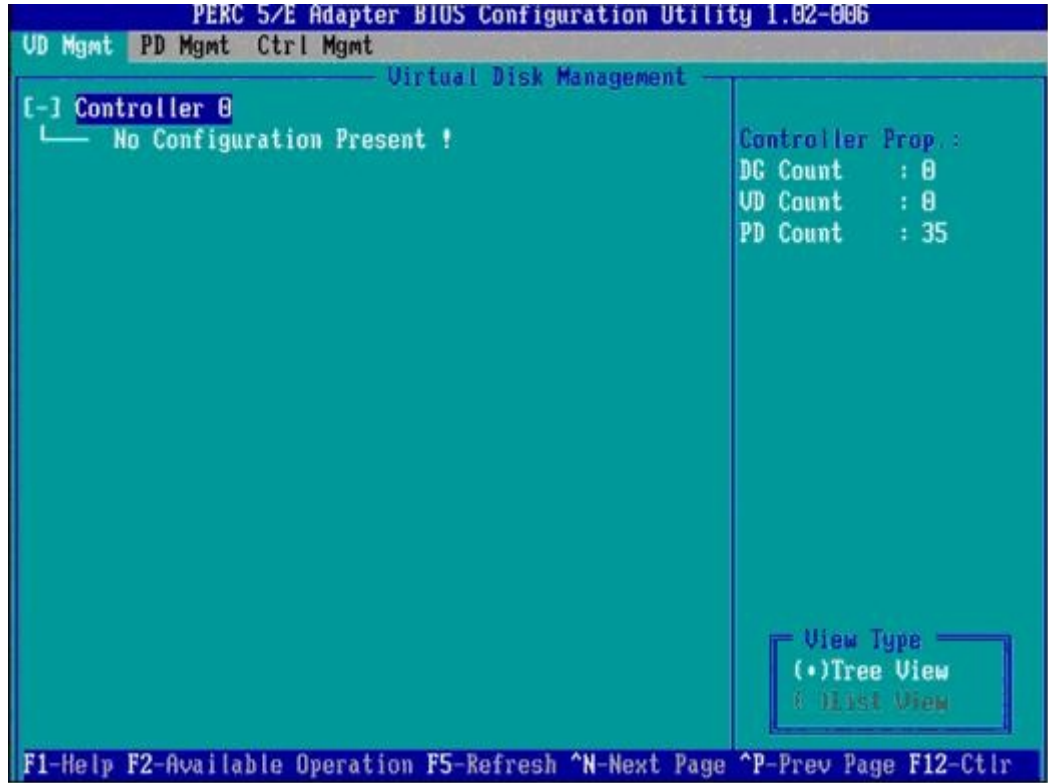 PERC 5/E Adapter BIOS Configuration Utility 1.02-006
VD Mgmt PD Mgmt Ctrl Mgmt
Virtual Disk Management
[-] Controller 0
No Configuration Present !
Controller Prop.:
DG Count : 0
VD Count : 0
PD Count : 35
View Type
(•)Tree View
( )List View
F1-Help F2-Available Operation F5-Refresh ^N-Next Page ^P-Prev Page F12-Ctlr